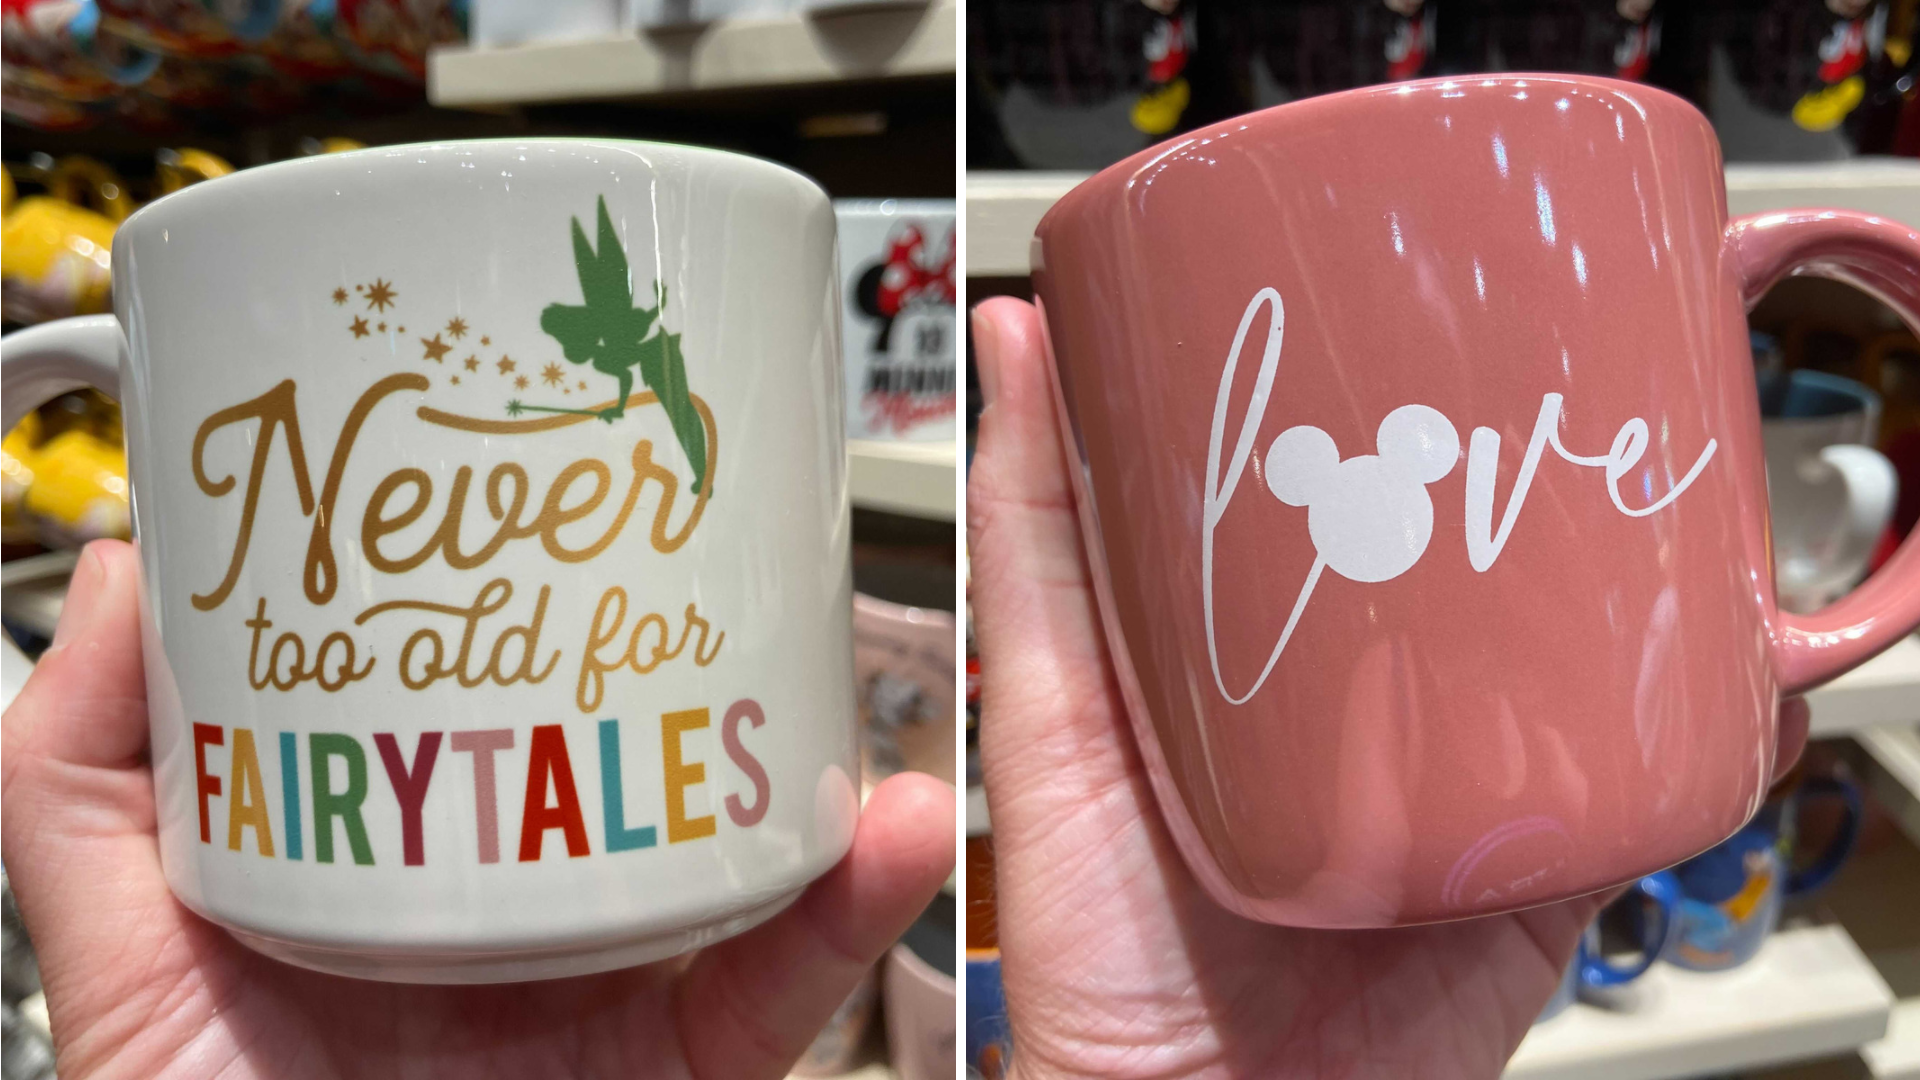 Never
too old for
FAIRYTALES
love